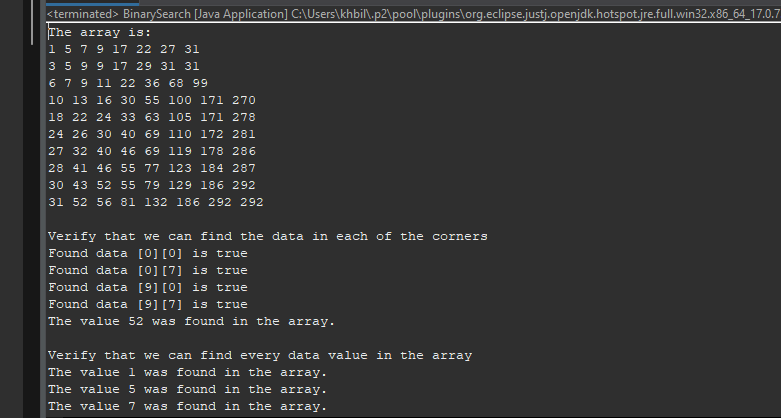 <terminated> BinarySearch [Java Application] C:\Users\khbil\.p2\pool\plugins\org.eclipse.justj.openjdk.hotspot.jre.full.win32.x86_64_17.0.7
The array is:
1 5 7 9 17 22 27 31
3 5 9 9 17 29 31 31
6 7 9 11 22 36 68 99
10 13 16 30 55 100 171 270
18 22 24 33 63 105 171 278
24 26 30 40 69 110 172 281
27 32 40 46 69 119 178 286
28 41 46 55 77 123 184 287
30 43 52 55 79 129 186 292
31 52 56 81 132 186 292 292
Verify that we can find the data in each of the corners
Found data [0][0] is true
Found data [0][7] is true
Found data [9][0] is true
Found data [9][7] is true
The value 52 was found in the array.
Verify that we can find every data value in the array
The value 1 was found in the array.
The value 5 was found in the array.
The value 7 was found in the array.